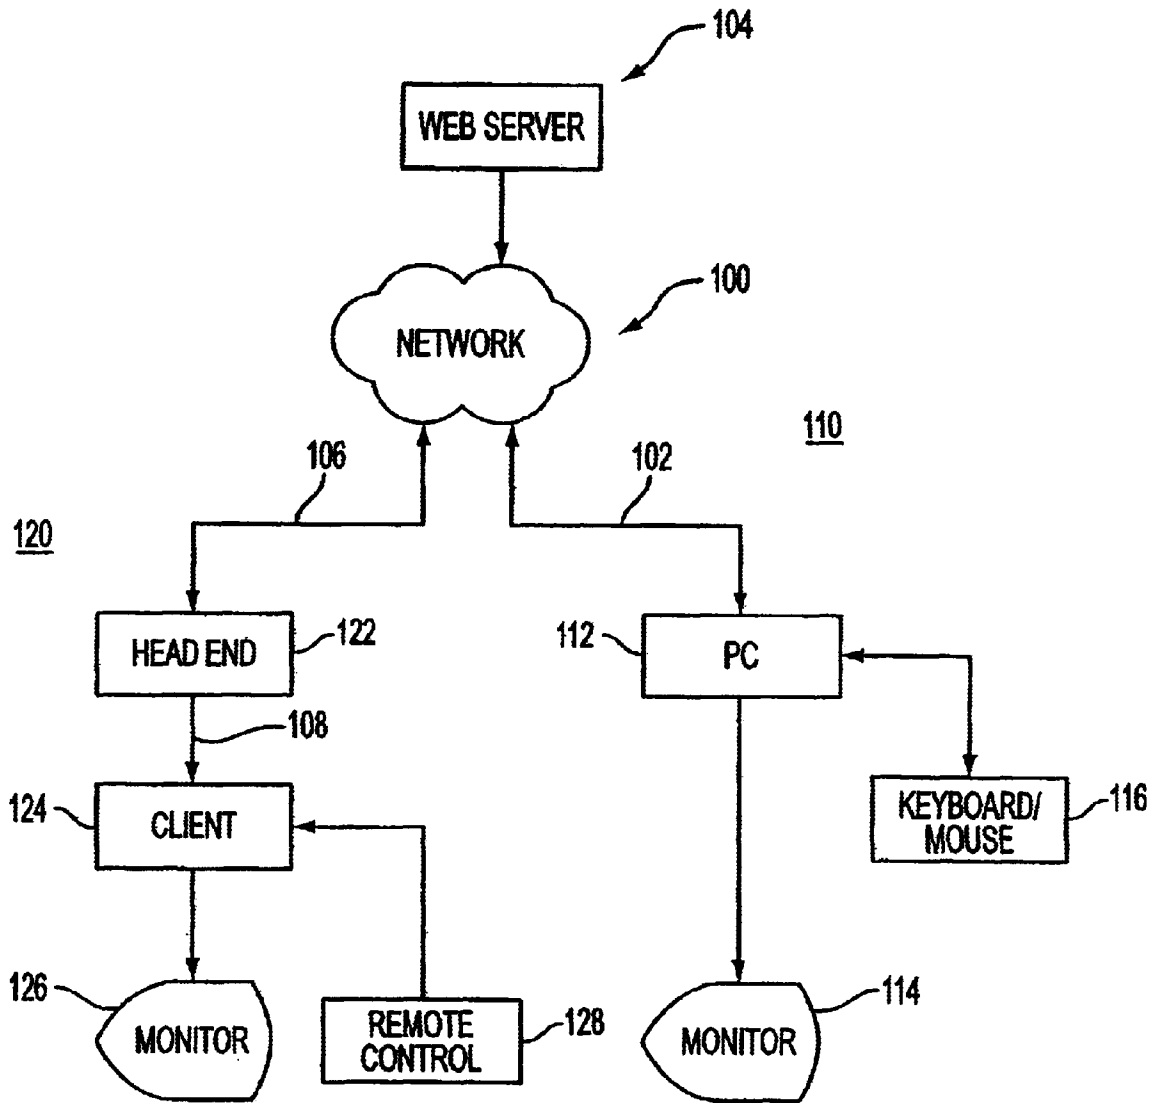 104
WEB SERVER
100
NETWORK
110
106
102
120
HEAD END
122
112
PC
108
124
CLIENT
KEYBOARD/
MOUSE
116
126
MONITOR
REMOTE
CONTROL
128
MONITOR
114